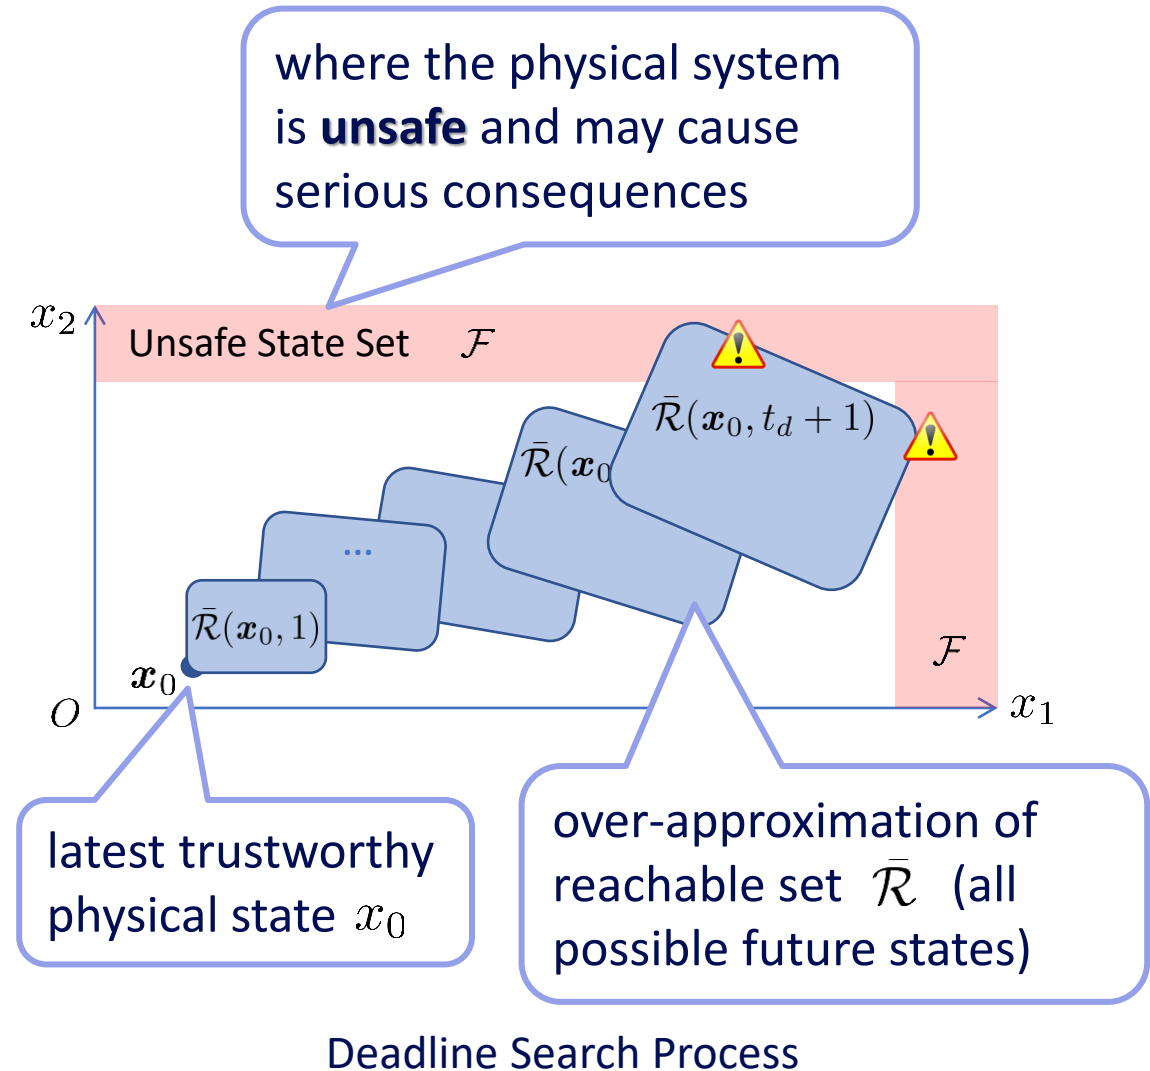 where the physical system
is unsafe and may cause
serious consequences
x₂
Unsafe State Set 𝓕
R̄(x₀, t_d + 1)
R̄(x₀
...
R̄(x₀, 1)
𝓕
x₀
O
x₁
latest trustworthy
physical state x₀
over-approximation of
reachable set R̄ (all
possible future states)
Deadline Search Process